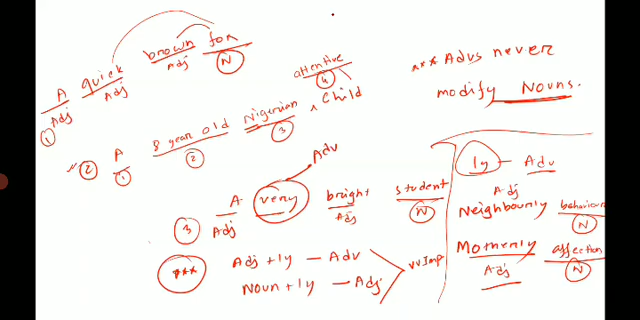 A quick brown fox
Adj Adj Adj N
1
attentive
4
2 A 8 year old Nigerian ^ Child
1 2 3
Adv
3 A very bright student
Adj Adj N
*** Adj + ly — Adv
Noun + ly — Adj
vv Imp
*** Advs never
modify Nouns.
ly — Adv
Adj
Neighbourly behaviour
N
Motherly affection
Adj N